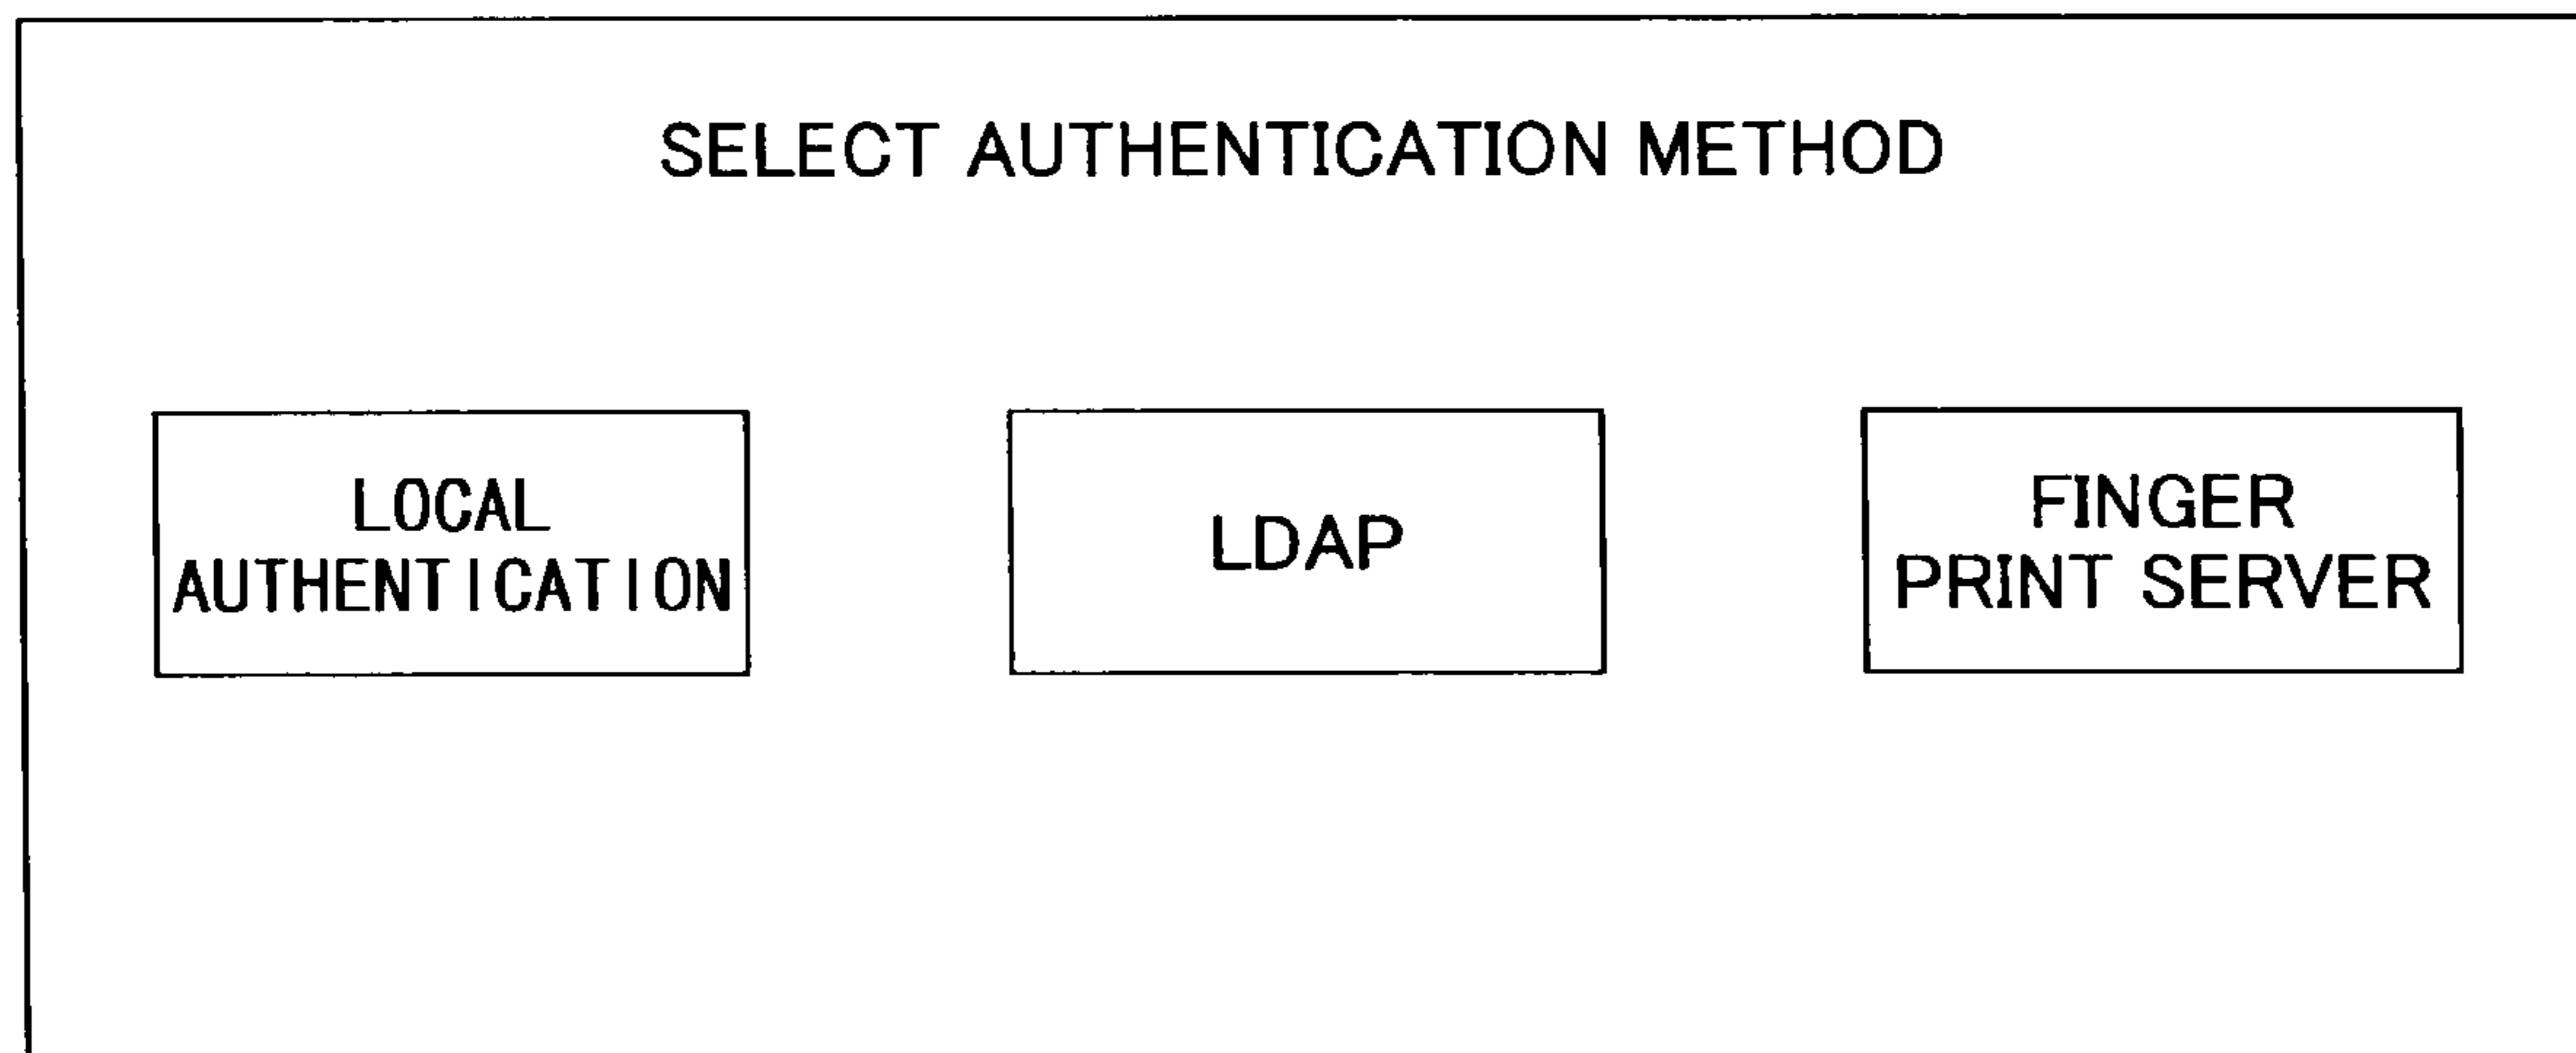 SELECT AUTHENTICATION METHOD
LOCAL
AUTHENTICATION
LDAP
FINGER
PRINT SERVER